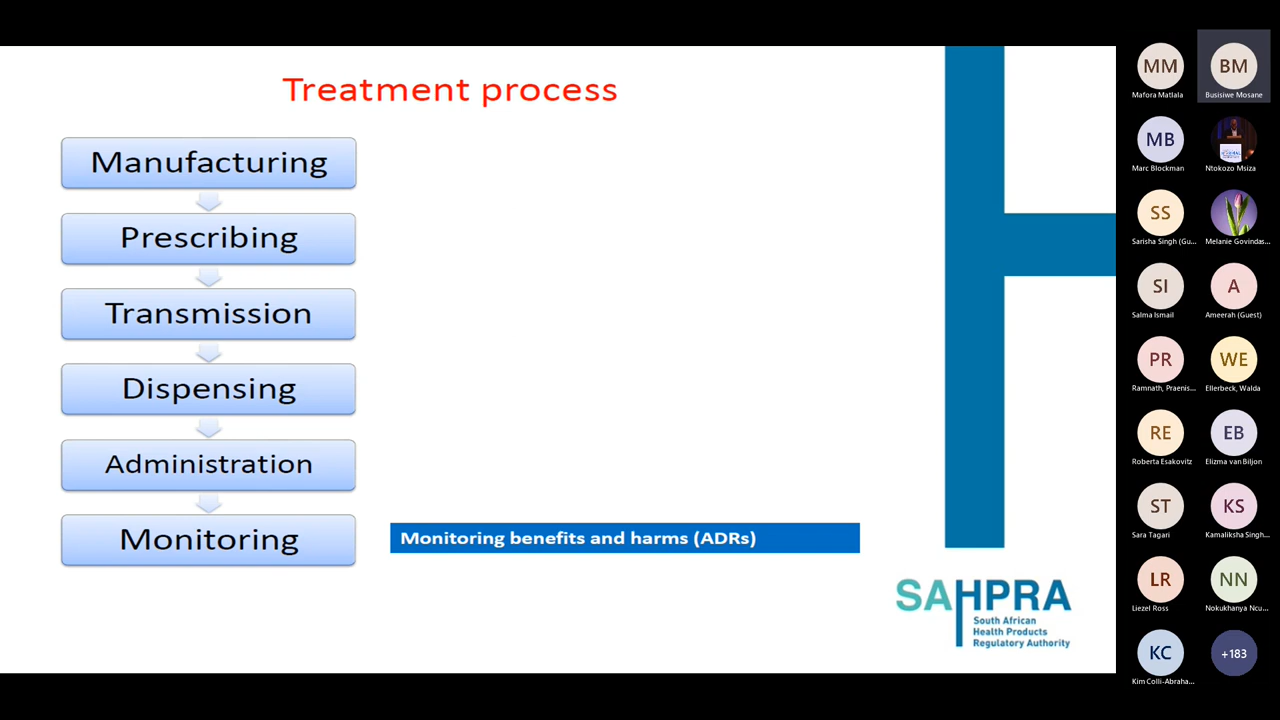 Treatment process
Manufacturing
Prescribing
Transmission
Dispensing
Administration
Monitoring
Monitoring benefits and harms (ADRs)
SAHPRA
South African
Health Products
Regulatory Authority
MM
Mafora Matlala
BM
Busisiwe Mosane
MB
Marc Blockman
Ntokozo Msiza
SS
Sarisha Singh (Gu...
Melanie Govindas...
SI
Salma Ismail
A
Ameerah (Guest)
PR
Ramnath, Praenis...
WE
Ellerbeck, Walda
RE
Roberta Esakovitz
EB
Elizma van Biljon
ST
Sara Tagari
KS
Kamaliksha Singh...
LR
Liezel Ross
NN
Nokukhanya Ncu...
KC
Kim Colli-Abraha...
+183